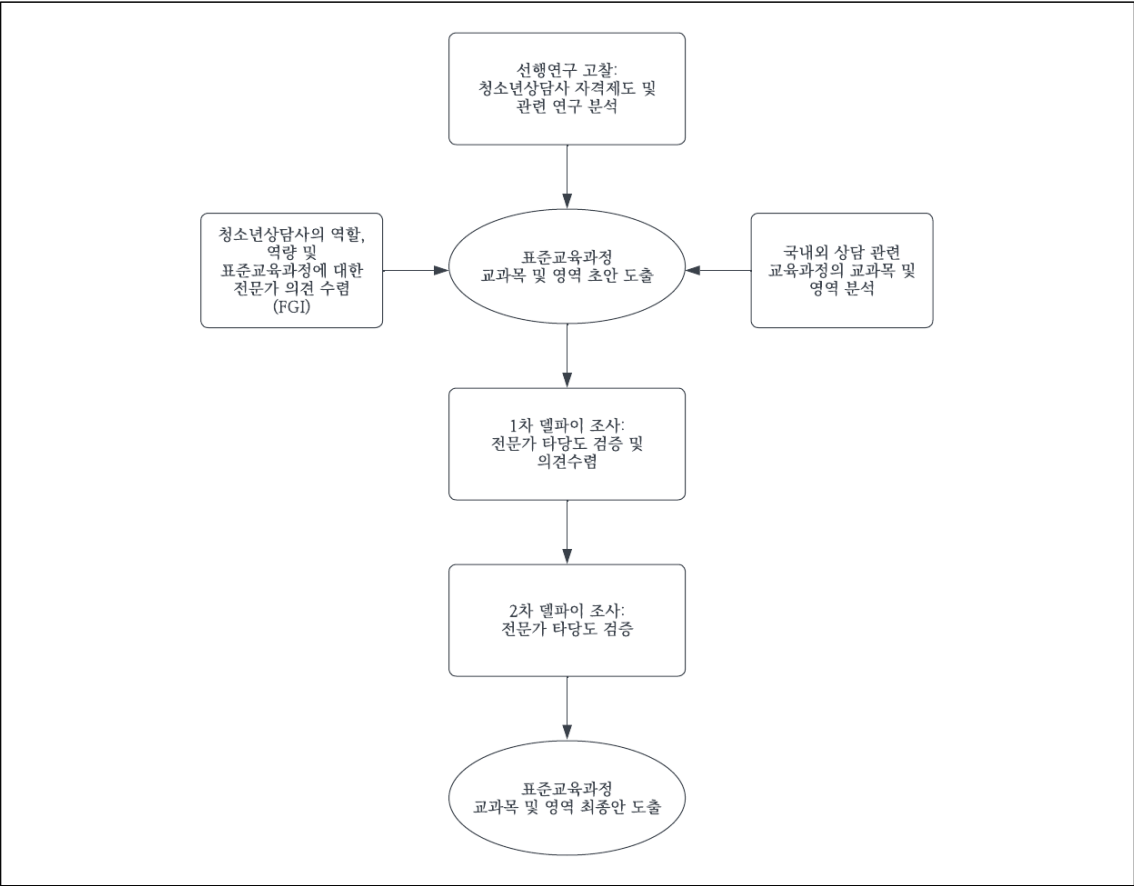 선행연구 고찰:
청소년상담사 자격제도 및
관련 연구 분석
청소년상담사의 역할,
역량 및
표준교육과정에 대한
전문가 의견 수렴
(FGI)
표준교육과정
교과목 및 영역 초안 도출
국내외 상담 관련
교육과정의 교과목 및
영역 분석
1차 델파이 조사:
전문가 타당도 검증 및
의견수렴
2차 델파이 조사:
전문가 타당도 검증
표준교육과정
교과목 및 영역 최종안 도출